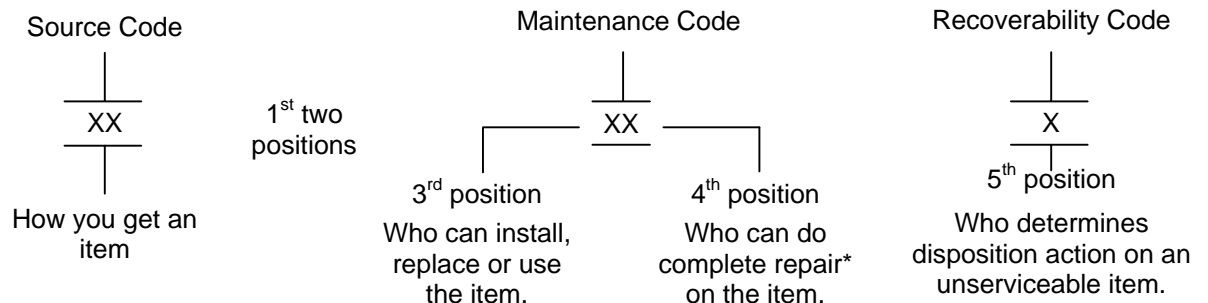 Source Code
XX
How you get an
item
1st two
positions
Maintenance Code
XX
3rd position
Who can install,
replace or use
the item.
4th position
Who can do
complete repair*
on the item.
Recoverability Code
X
5th position
Who determines
disposition action on an
unserviceable item.